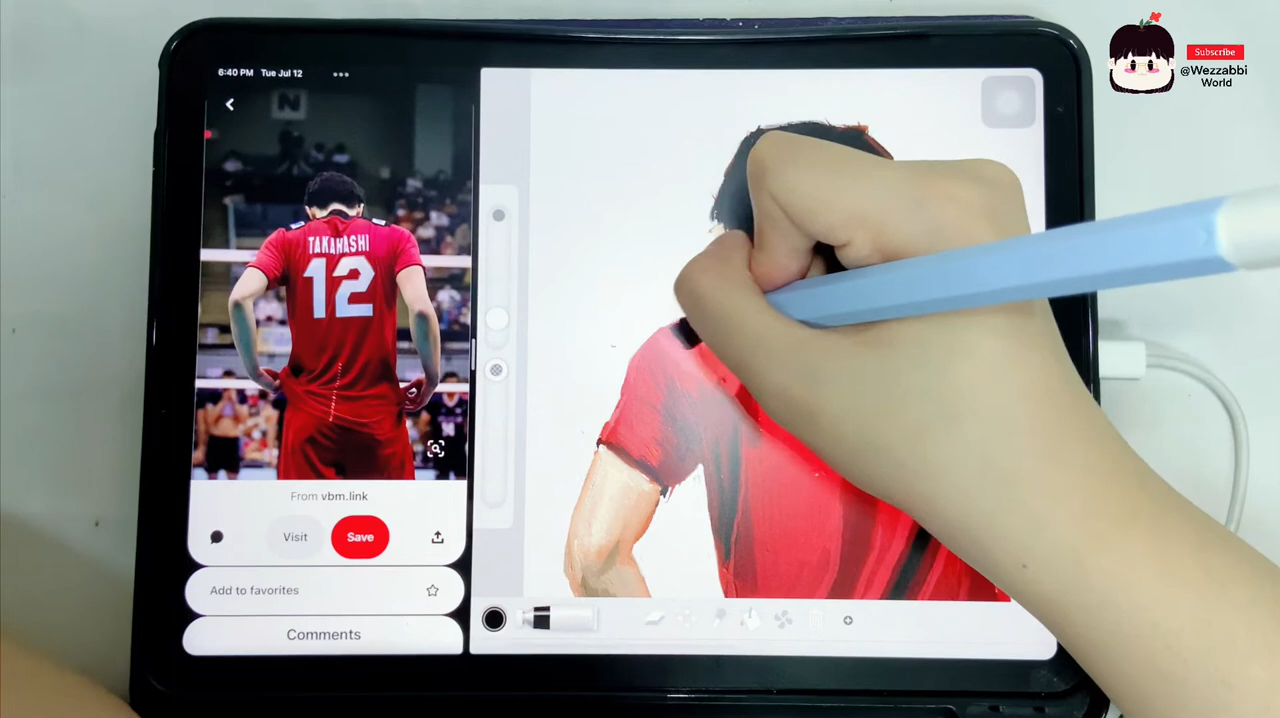 6:40 PM Tue Jul 12
N
TAKAHASHI
12
From vbm.link
Visit
Save
Add to favorites
Comments
Subscribe
@Wezzabbi
World